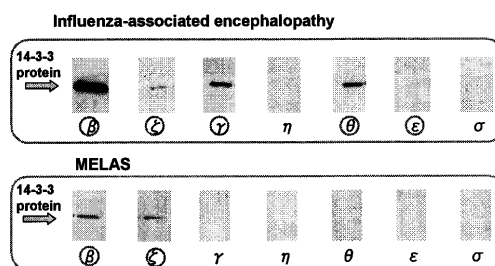 Influenza-associated encephalopathy
14-3-3
protein
β ζ γ η θ ε σ
MELAS
14-3-3
protein
β ξ γ η θ ε σ